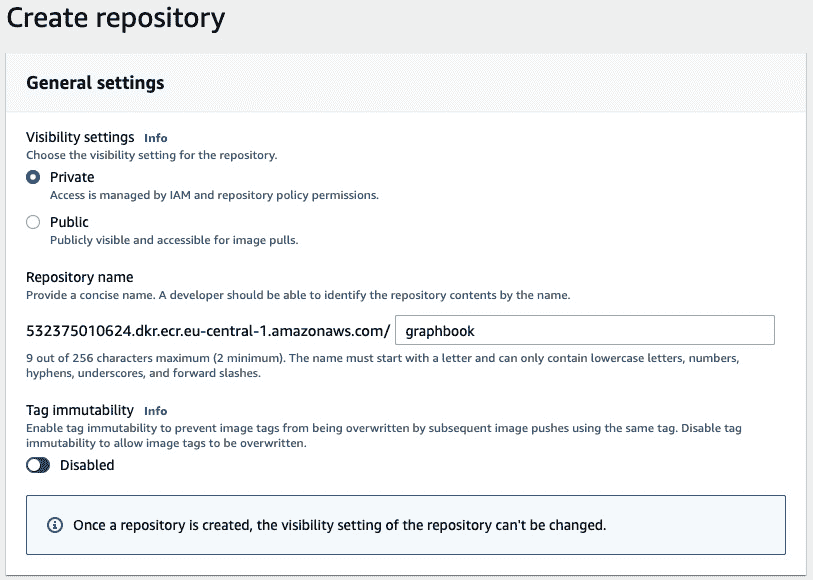 Create repository
General settings
Visibility settings Info
Choose the visibility setting for the repository.
Private
Access is managed by IAM and repository policy permissions.
Public
Publicly visible and accessible for image pulls.
Repository name
Provide a concise name. A developer should be able to identify the repository contents by the name.
532375010624.dkr.ecr.eu-central-1.amazonaws.com/ graphbook
9 out of 256 characters maximum (2 minimum). The name must start with a letter and can only contain lowercase letters, numbers,
hyphens, underscores, and forward slashes.
Tag immutability Info
Enable tag immutability to prevent image tags from being overwritten by subsequent image pushes using the same tag. Disable tag
immutability to allow image tags to be overwritten.
Disabled
Once a repository is created, the visibility setting of the repository can't be changed.